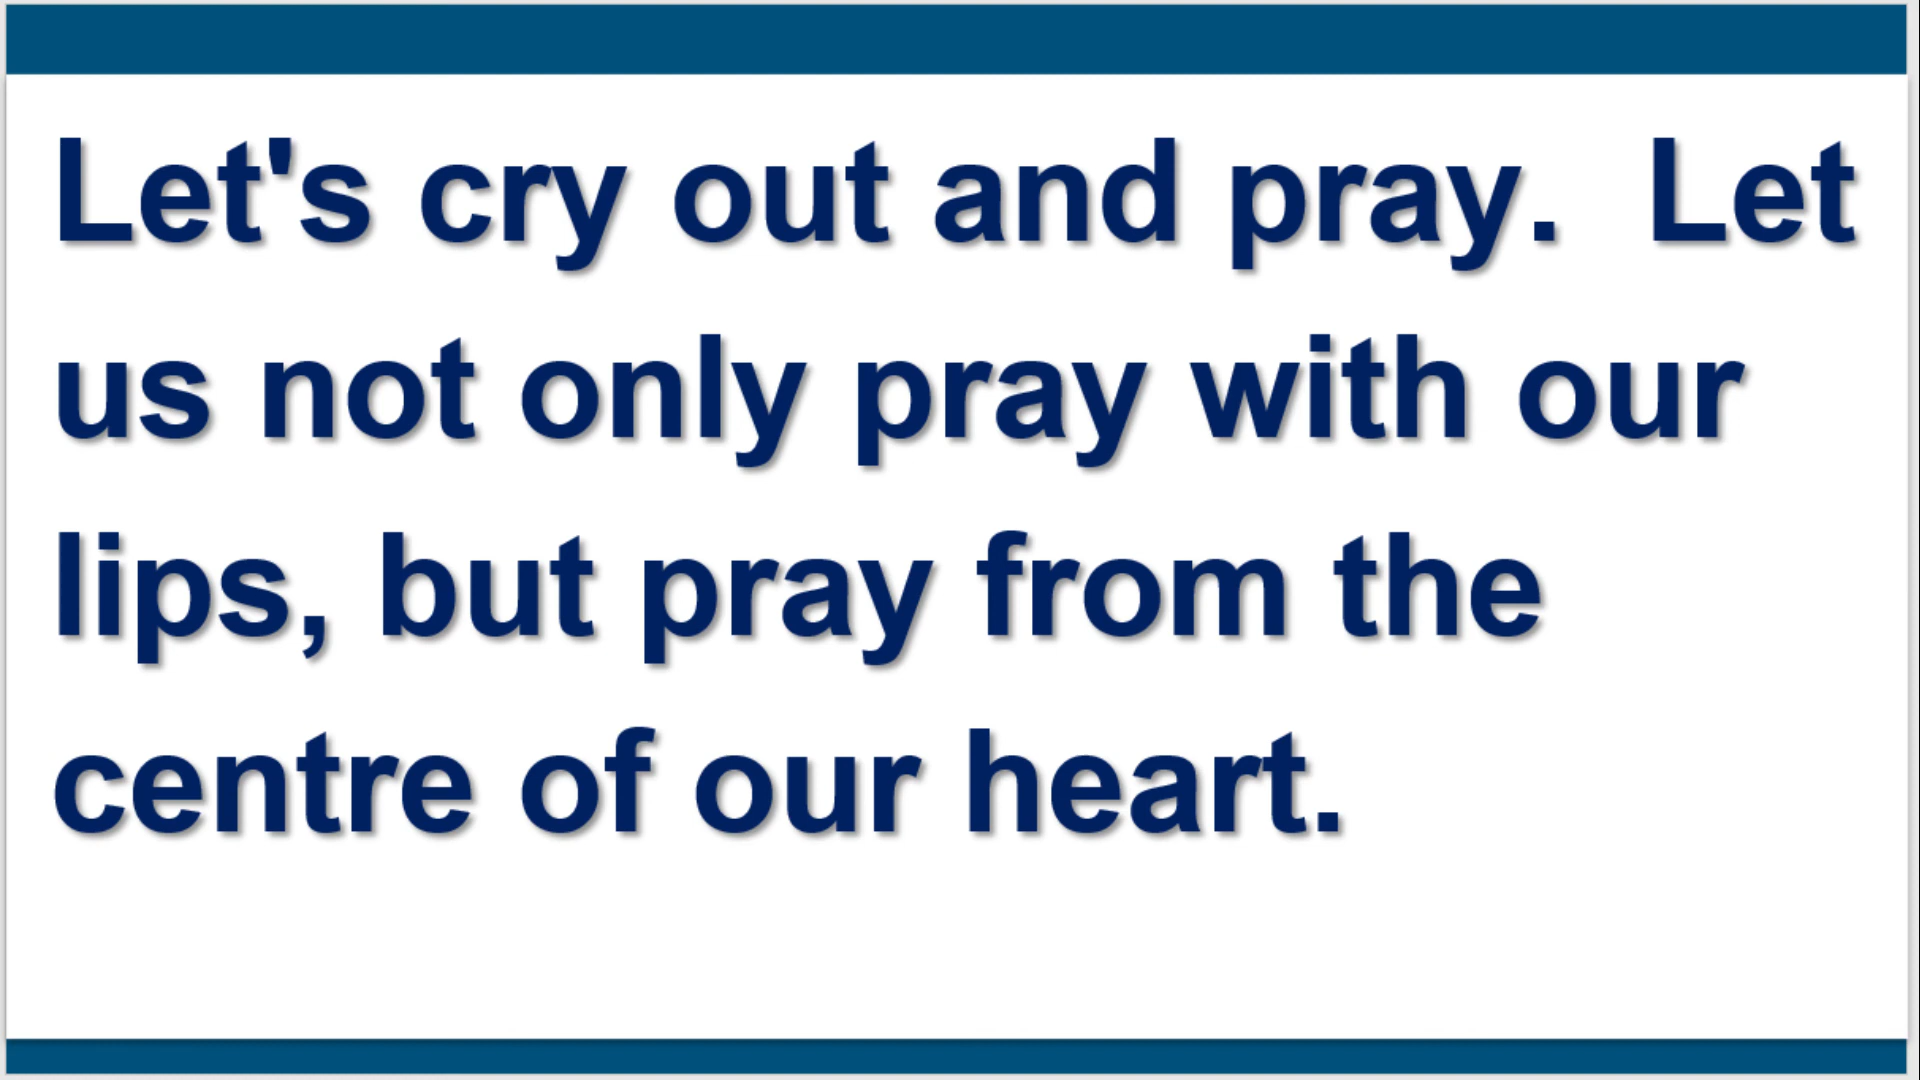 Let's cry out and pray.  Let
us not only pray with our
lips, but pray from the
centre of our heart.